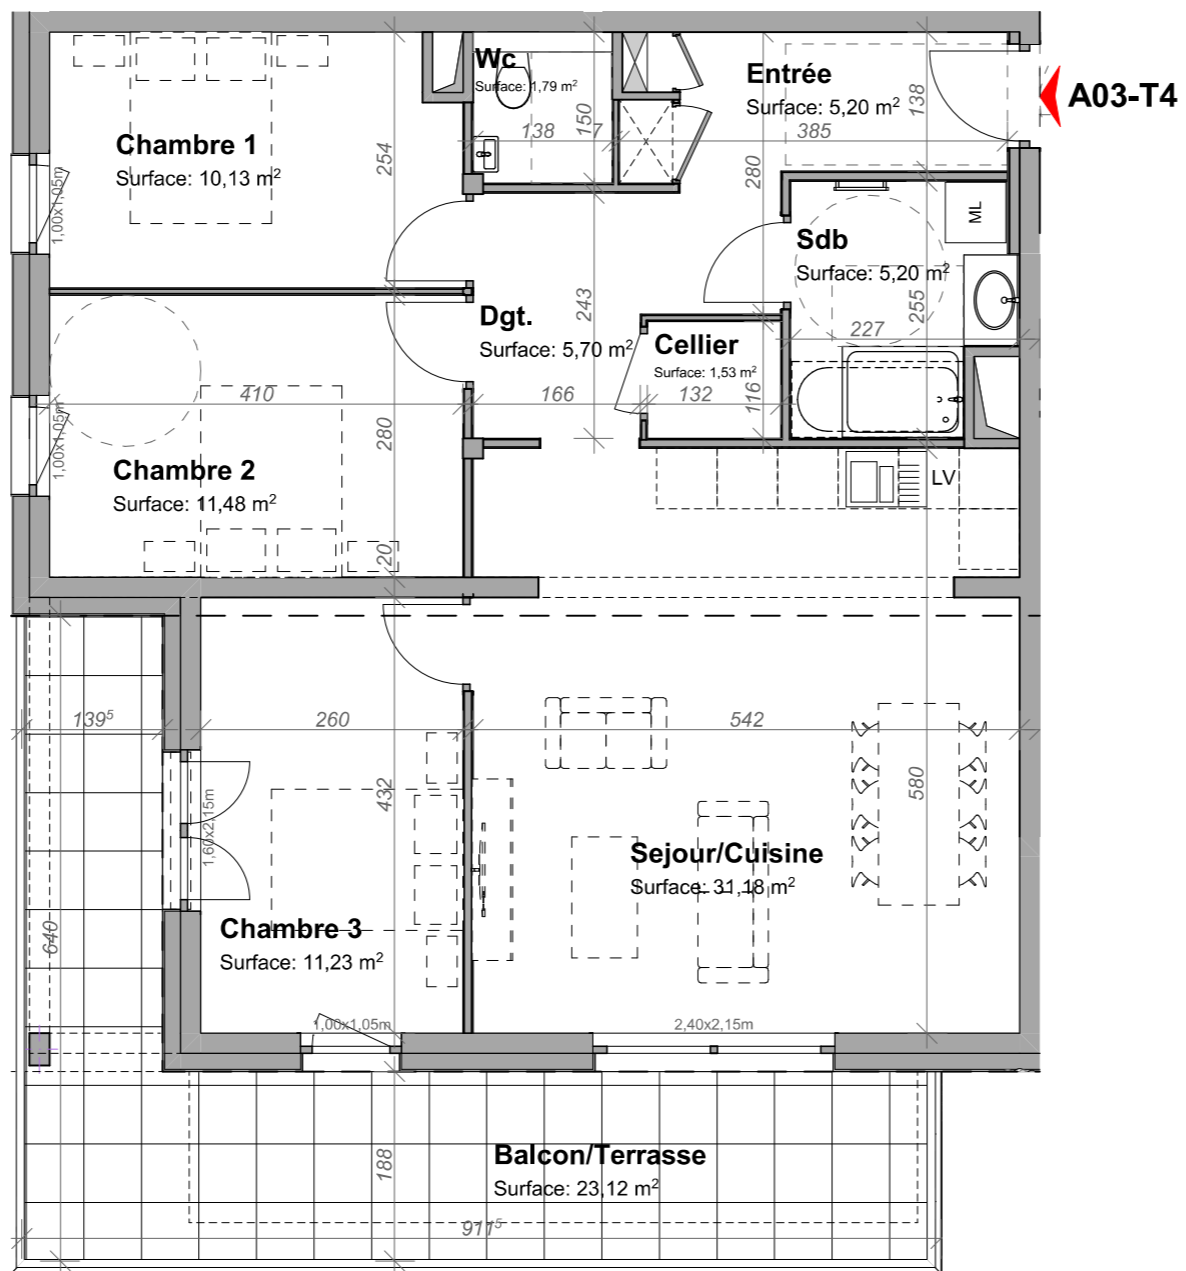 Wc
Surface: 1,79 m²
Entrée
Surface: 5,20 m²
138
A03-T4
Chambre 1
Surface: 10,13 m²
254
138
150
7
385
280
1,00x1,05m
ML
Sdb
Surface: 5,20 m²
255
227
Dgt.
Surface: 5,70 m²
243
Cellier
Surface: 1,53 m²
116
410
166
132
280
1,00x1,05m
Chambre 2
Surface: 11,48 m²
LV
20
139⁵
260
542
432
580
1,60x2,15m
Sejour/Cuisine
Surface: 31,18 m²
640
Chambre 3
Surface: 11,23 m²
1,00x1,05m
2,40x2,15m
Balcon/Terrasse
Surface: 23,12 m²
188
911⁵